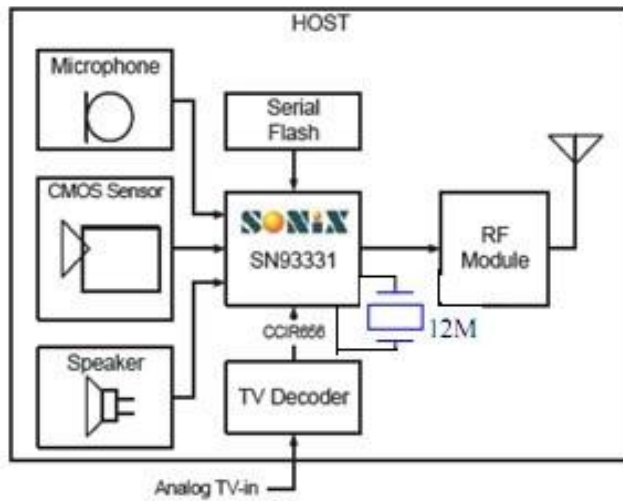 HOST
Microphone
Serial
Flash
CMOS Sensor
SONiX
SN93331
RF
Module
12M
CCIR656
Speaker
TV Decoder
Analog TV-in